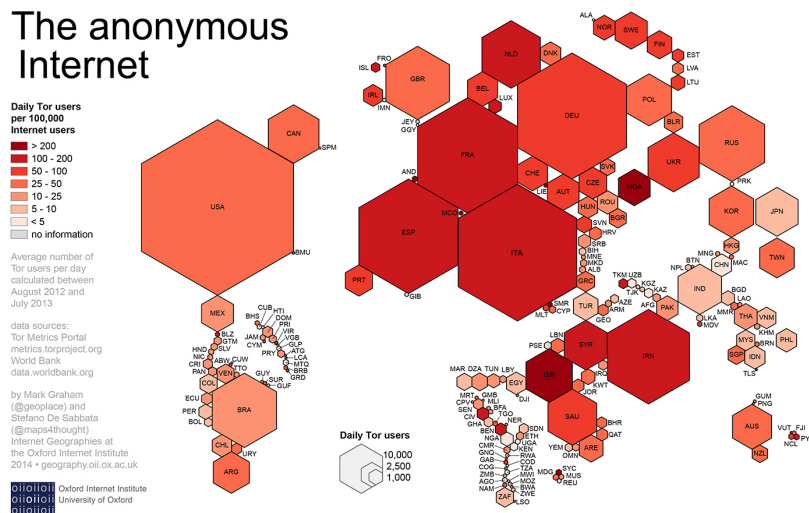 The anonymous
Internet
Daily Tor users
per 100,000
Internet users
> 200
100 - 200
50 - 100
25 - 50
10 - 25
5 - 10
< 5
no information
Average number of
Tor users per day
calculated between
August 2012 and
July 2013
data sources:
Tor Metrics Portal
metrics.torproject.org
World Bank
data.worldbank.org
by Mark Graham
(@geoplace) and
Stefano De Sabbata
(@maps4thought)
Internet Geographies at
the Oxford Internet Institute
2014 • geography.oii.ox.ac.uk
oiioiioii
oiioiioii
oiioiioii
Oxford Internet Institute
University of Oxford
Daily Tor users
10,000
2,500
1,000
CAN
SPM
USA
BMU
MEX
BLZ
GTM
SLV
HND
NIC
CRI
PAN
CUB
BHS
JAM
CYM
HTI
DOM
PRI
VIR
VGB
GLP
ATG
LCA
MTQ
BRB
GRD
PRY
ABW
CUW
TTO
VEN
COL
GUY
SUR
GUF
ECU
PER
BOL
BRA
CHL
URY
ARG
ISL
FRO
GBR
IRL
IMN
JEY
GGY
NLD
DNK
BEL
LUX
ALA
NOR
SWE
FIN
EST
LVA
LTU
DEU
POL
BLR
RUS
PRK
UKR
FRA
AND
MCO
CHE
LIE
AUT
CZE
SVK
HUN
ROU
MDA
BGR
ESP
GIB
PRT
ITA
SVN
HRV
SRB
BIH
MNE
MKD
ALB
GRC
SMR
MLT
CYP
TUR
GEO
ARM
AZE
TKM
UZB
TJK
KGZ
KAZ
AFG
PAK
KOR
JPN
TWN
HKG
MAC
MNG
CHN
BTN
NPL
IND
LKA
MDV
BGD
LAO
MMR
THA
VNM
KHM
MYS
BRN
SGP
IDN
TLS
PHL
LBN
PSE
SYR
IRN
ISR
IRQ
KWT
JOR
SAU
BHR
QAT
ARE
YEM
OMN
MAR
DZA
TUN
LBY
EGY
DJI
MRT
CPV
SEN
CIV
GHA
BEN
NGA
GMB
MLI
BFA
TGO
NER
SDN
ETH
UGA
KEN
CMR
GNQ
GAB
COG
ZMB
AGO
NAM
RWA
COD
TZA
MWI
MOZ
BWA
ZWE
LSO
ZAF
MDG
SYC
MUS
REU
GUM
PNG
AUS
NZL
VUT
FJI
NCL